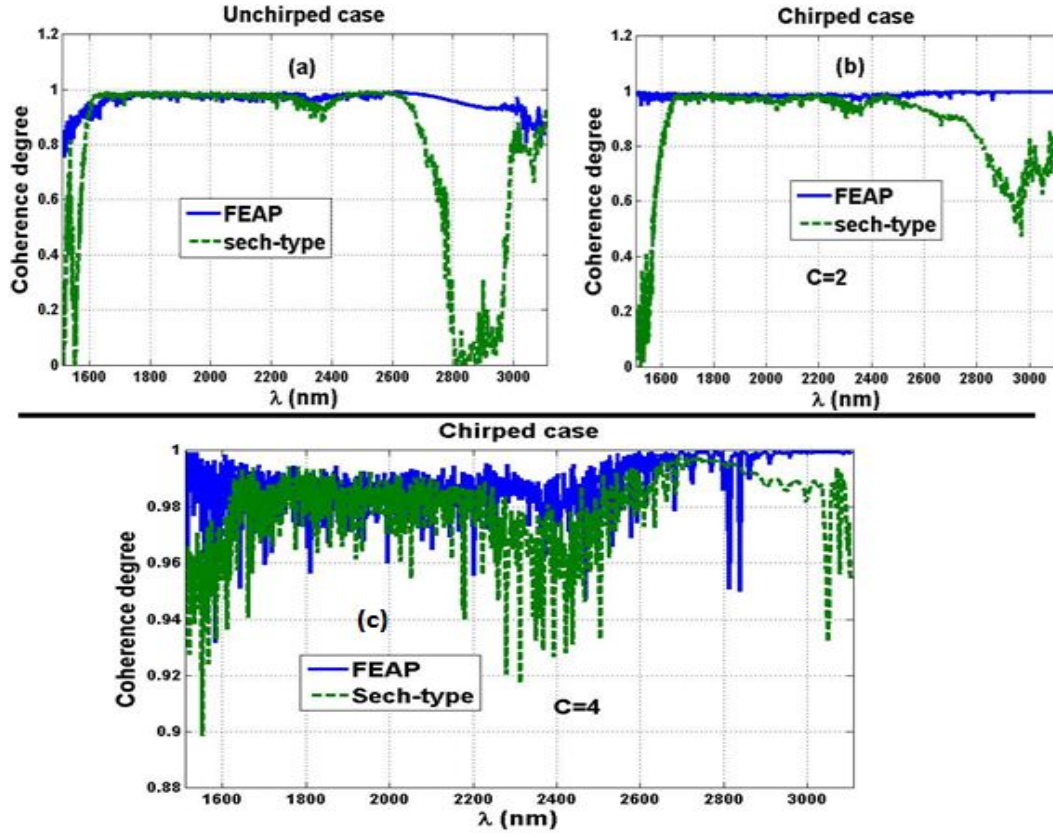 Unchirped case
1.2
1
0.8
0.6
0.4
0.2
0
Coherence degree
(a)
FEAP
sech-type
1600 1800 2000 2200 2400 2600 2800 3000
λ (nm)
Chirped case
1.2
1
0.8
0.6
0.4
0.2
0
Coherence degree
(b)
FEAP
sech-type
C=2
1600 1800 2000 2200 2400 2600 2800 3000
λ (nm)
Chirped case
1
0.98
0.96
0.94
0.92
0.9
0.88
Coherence degree
(c)
FEAP
Sech-type
C=4
1600 1800 2000 2200 2400 2600 2800 3000
λ (nm)